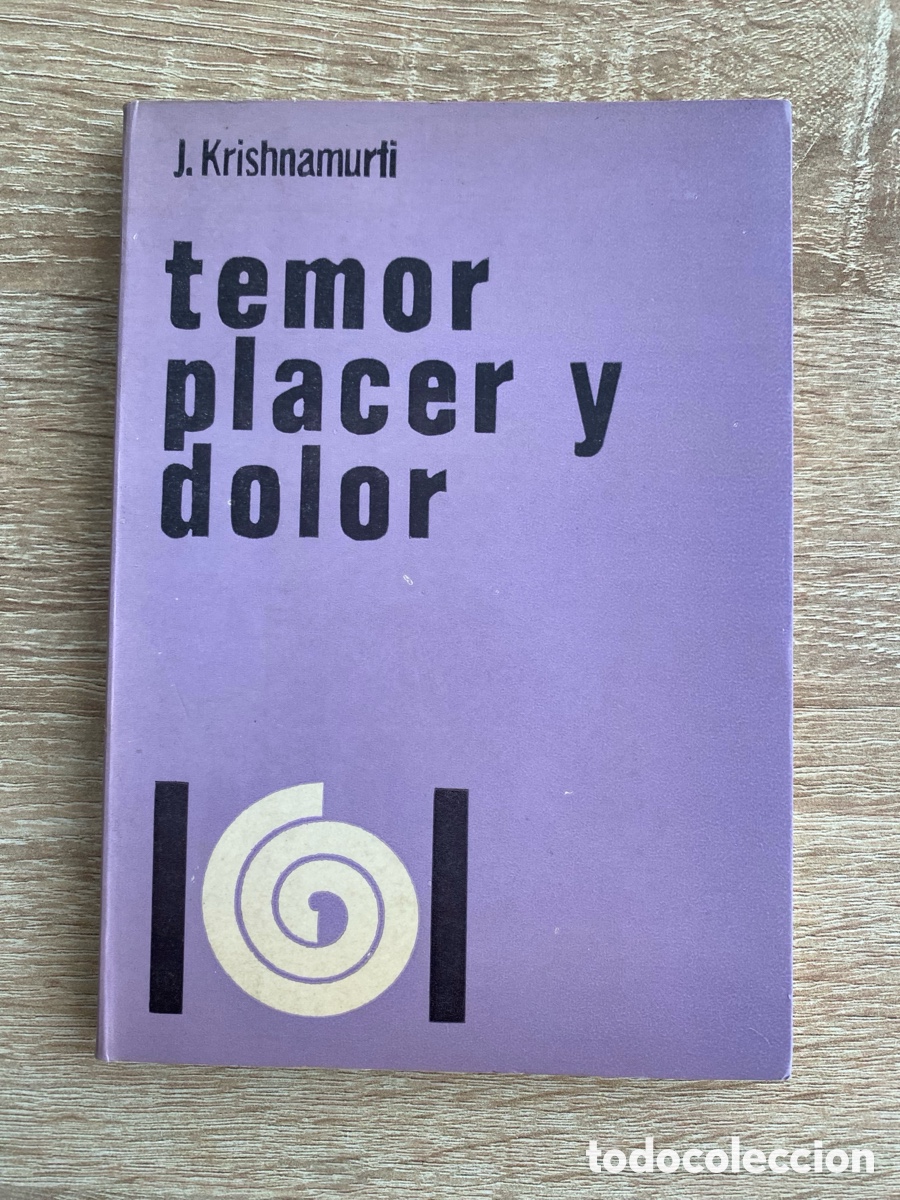 J. Krishnamurti
temor
placer y
dolor
todocoleccion